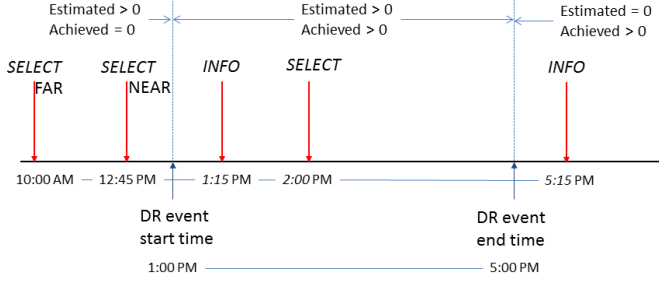 Estimated > 0
Achieved = 0
Estimated > 0
Achieved > 0
Estimated = 0
Achieved > 0
SELECT
FAR
SELECT
NEAR
INFO
SELECT
INFO
10:00 AM — 12:45 PM — 1:15 PM — 2:00 PM — 5:15 PM
DR event
start time
DR event
end time
1:00 PM — 5:00 PM